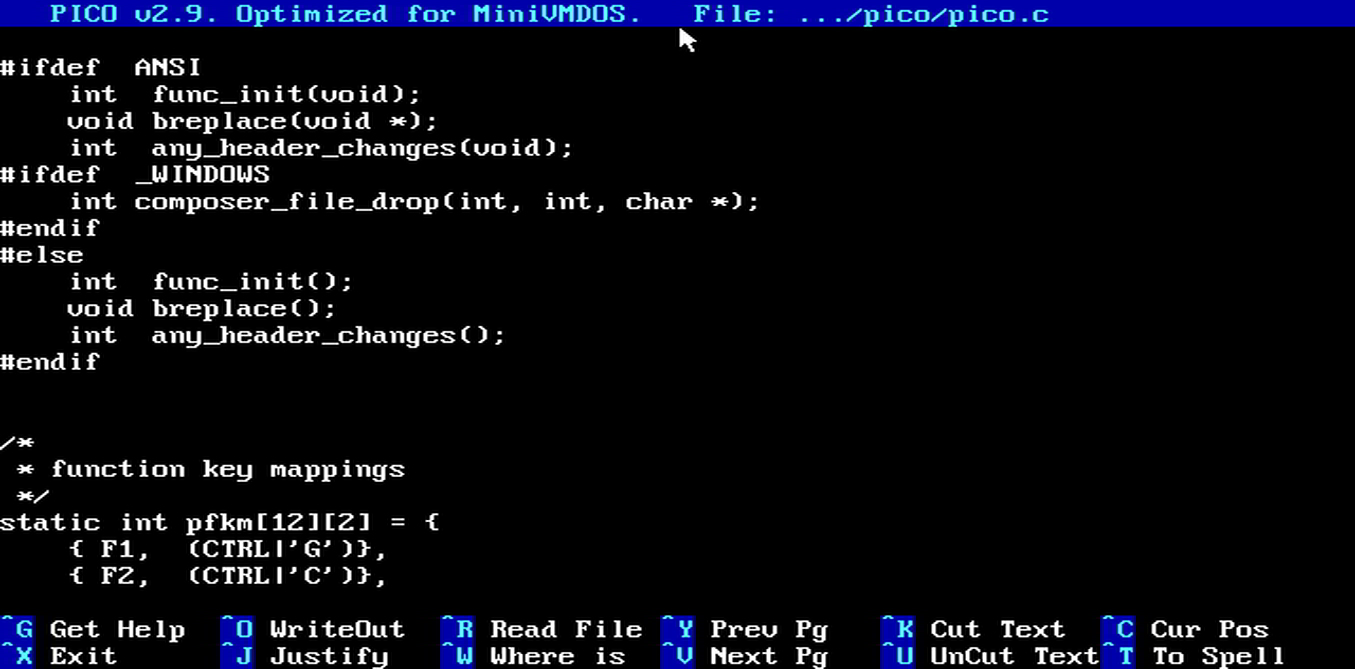 PICO v2.9. Optimized for MiniVMDOS.   File: .../pico/pico.c
#ifdef  ANSI
    int  func_init(void);
    void breplace(void *);
    int  any_header_changes(void);
#ifdef  _WINDOWS
    int composer_file_drop(int, int, char *);
#endif
#else
    int  func_init();
    void breplace();
    int  any_header_changes();
#endif
/*
 * function key mappings
 */
static int pfkm[12][2] = {
    { F1,  (CTRL|'G')},
    { F2,  (CTRL|'C')},
^G Get Help  ^O WriteOut  ^R Read File  ^Y Prev Pg  ^K Cut Text  ^C Cur Pos
^X Exit  ^J Justify  ^W Where is  ^V Next Pg  ^U UnCut Text ^T To Spell